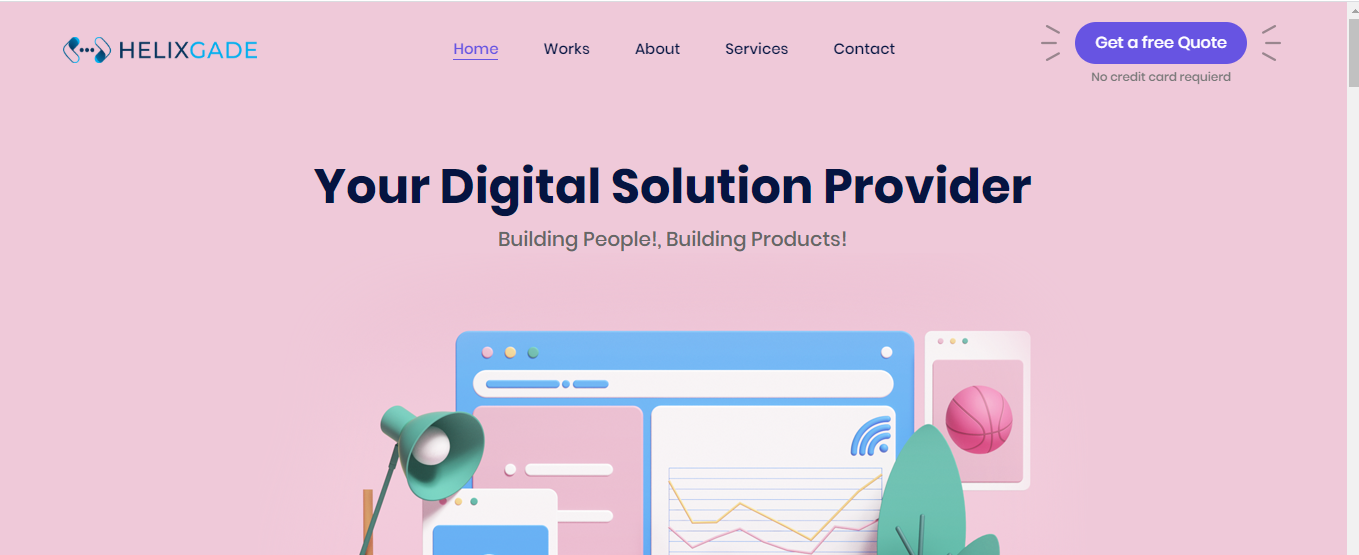 HELIXGADE
Home
Works
About
Services
Contact
Get a free Quote
No credit card requierd
Your Digital Solution Provider
Building People!, Building Products!